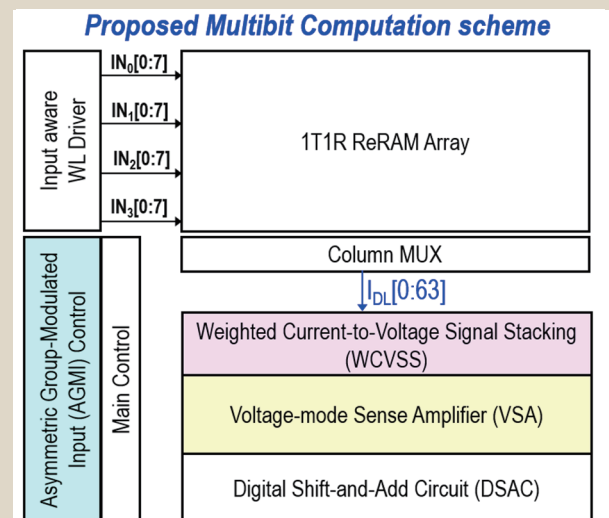 Proposed Multibit Computation scheme
Input aware
WL Driver
IN0[0:7]
IN1[0:7]
IN2[0:7]
IN3[0:7]
1T1R ReRAM Array
Column MUX
IDL[0:63]
Asymmetric Group-Modulated
Input (AGMI) Control
Main Control
Weighted Current-to-Voltage Signal Stacking
(WCVSS)
Voltage-mode Sense Amplifier (VSA)
Digital Shift-and-Add Circuit (DSAC)